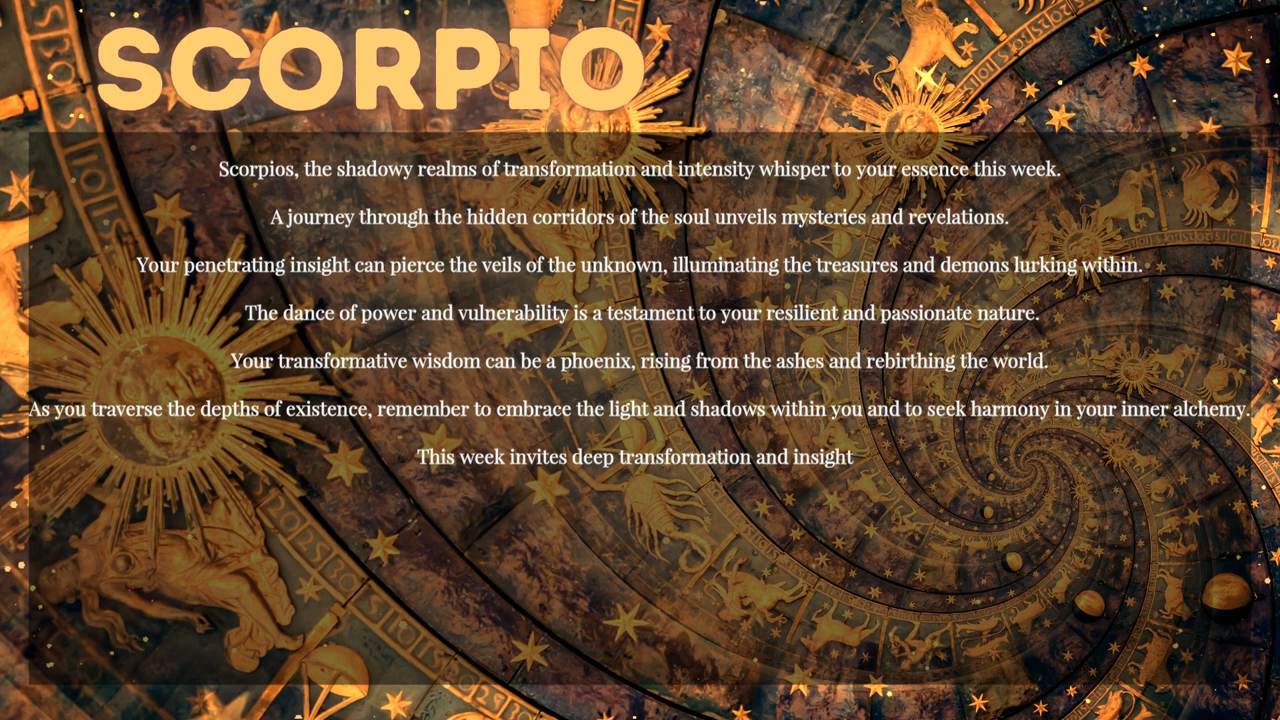 SCORPIO
Scorpios, the shadowy realms of transformation and intensity whisper to your essence this week.
A journey through the hidden corridors of the soul unveils mysteries and revelations.
Your penetrating insight can pierce the veils of the unknown, illuminating the treasures and demons lurking within.
The dance of power and vulnerability is a testament to your resilient and passionate nature.
Your transformative wisdom can be a phoenix, rising from the ashes and rebirthing the world.
As you traverse the depths of existence, remember to embrace the light and shadows within you and to seek harmony in your inner alchemy.
This week invites deep transformation and insight